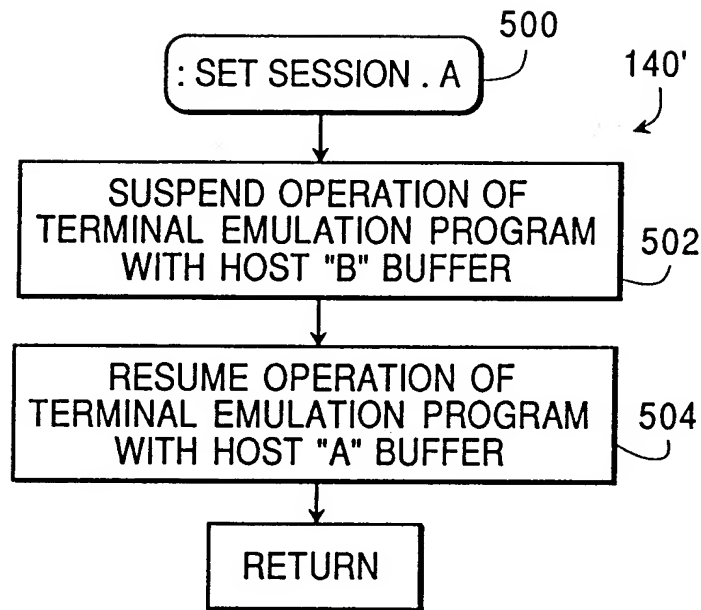 500
: SET SESSION . A
140'
SUSPEND OPERATION OF
TERMINAL EMULATION PROGRAM
WITH HOST "B" BUFFER
502
RESUME OPERATION OF
TERMINAL EMULATION PROGRAM
WITH HOST "A" BUFFER
504
RETURN